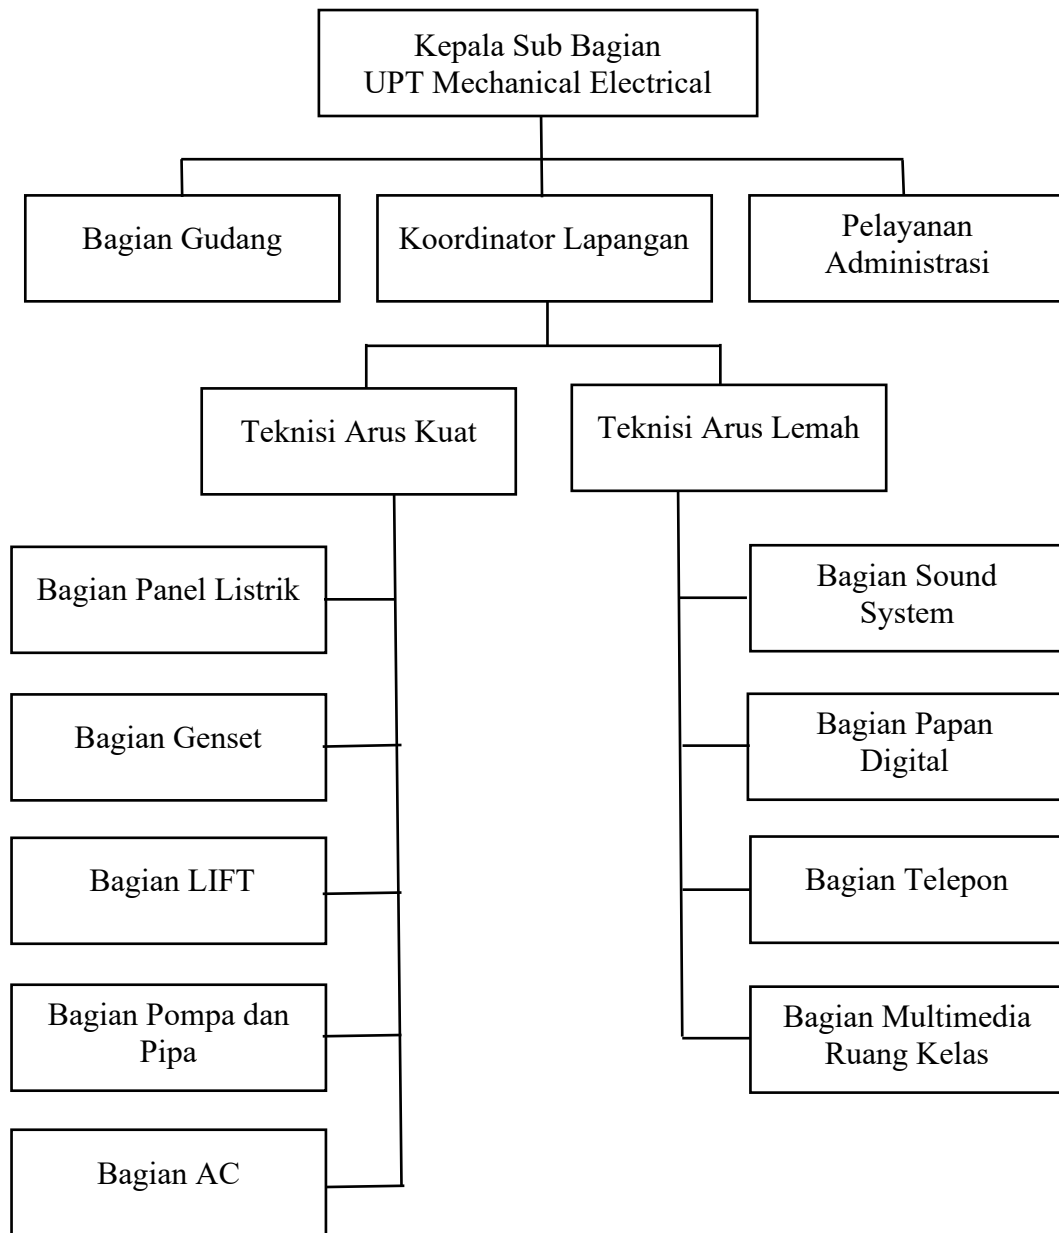 Kepala Sub Bagian
UPT Mechanical Electrical
Bagian Gudang
Koordinator Lapangan
Pelayanan
Administrasi
Teknisi Arus Kuat
Teknisi Arus Lemah
Bagian Panel Listrik
Bagian Sound
System
Bagian Genset
Bagian Papan
Digital
Bagian LIFT
Bagian Telepon
Bagian Pompa dan
Pipa
Bagian Multimedia
Ruang Kelas
Bagian AC